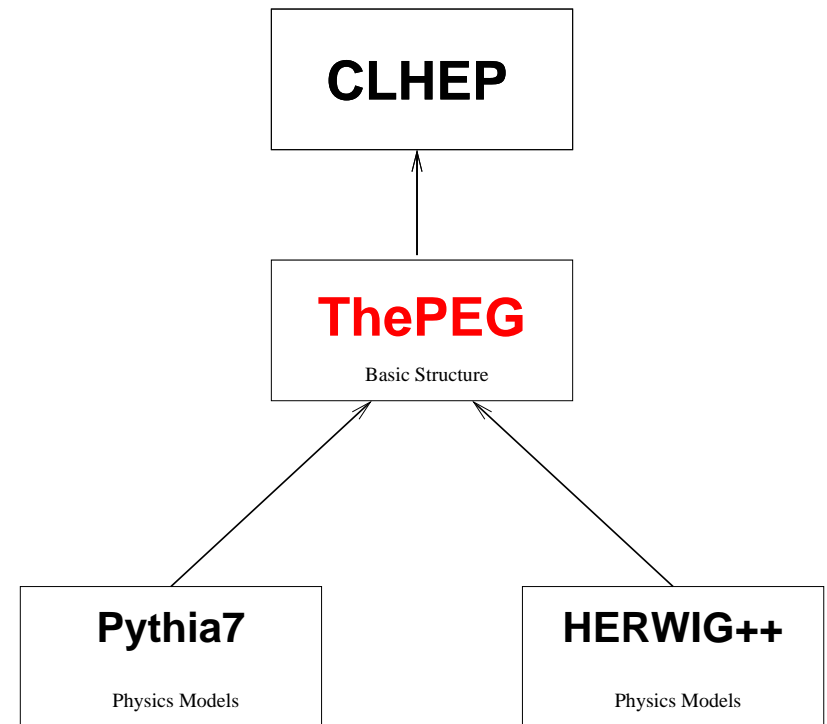 CLHEP
ThePEG
Basic Structure
Pythia7
Physics Models
HERWIG++
Physics Models